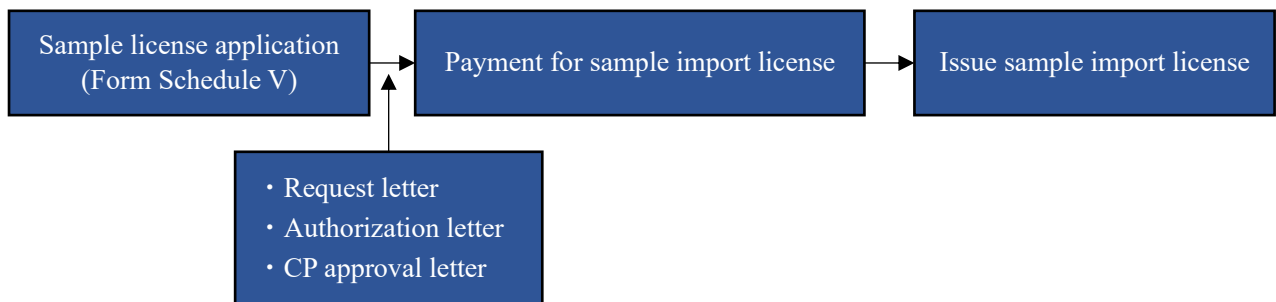 Sample license application
(Form Schedule V)
Payment for sample import license
Issue sample import license
・Request letter
・Authorization letter
・CP approval letter